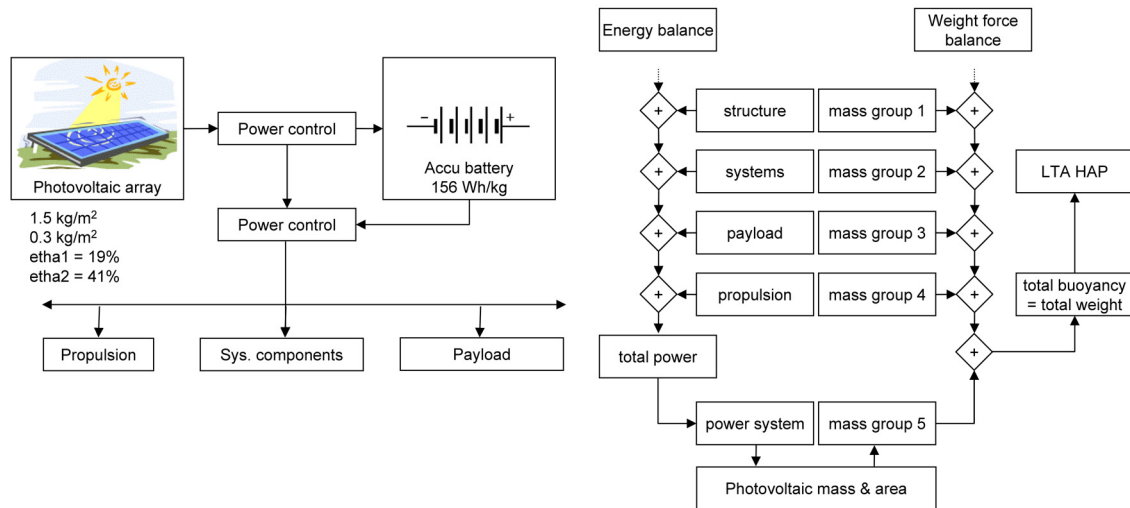 Photovoltaic array
1.5 kg/m²
0.3 kg/m²
etha1 = 19%
etha2 = 41%
Power control
Power control
− +
Accu battery
156 Wh/kg
Propulsion
Sys. components
Payload
Energy balance
Weight force
balance
+ structure mass group 1 +
+ systems mass group 2 +
+ payload mass group 3 +
+ propulsion mass group 4 +
total power
+
power system mass group 5
Photovoltaic mass & area
LTA HAP
total buoyancy
= total weight